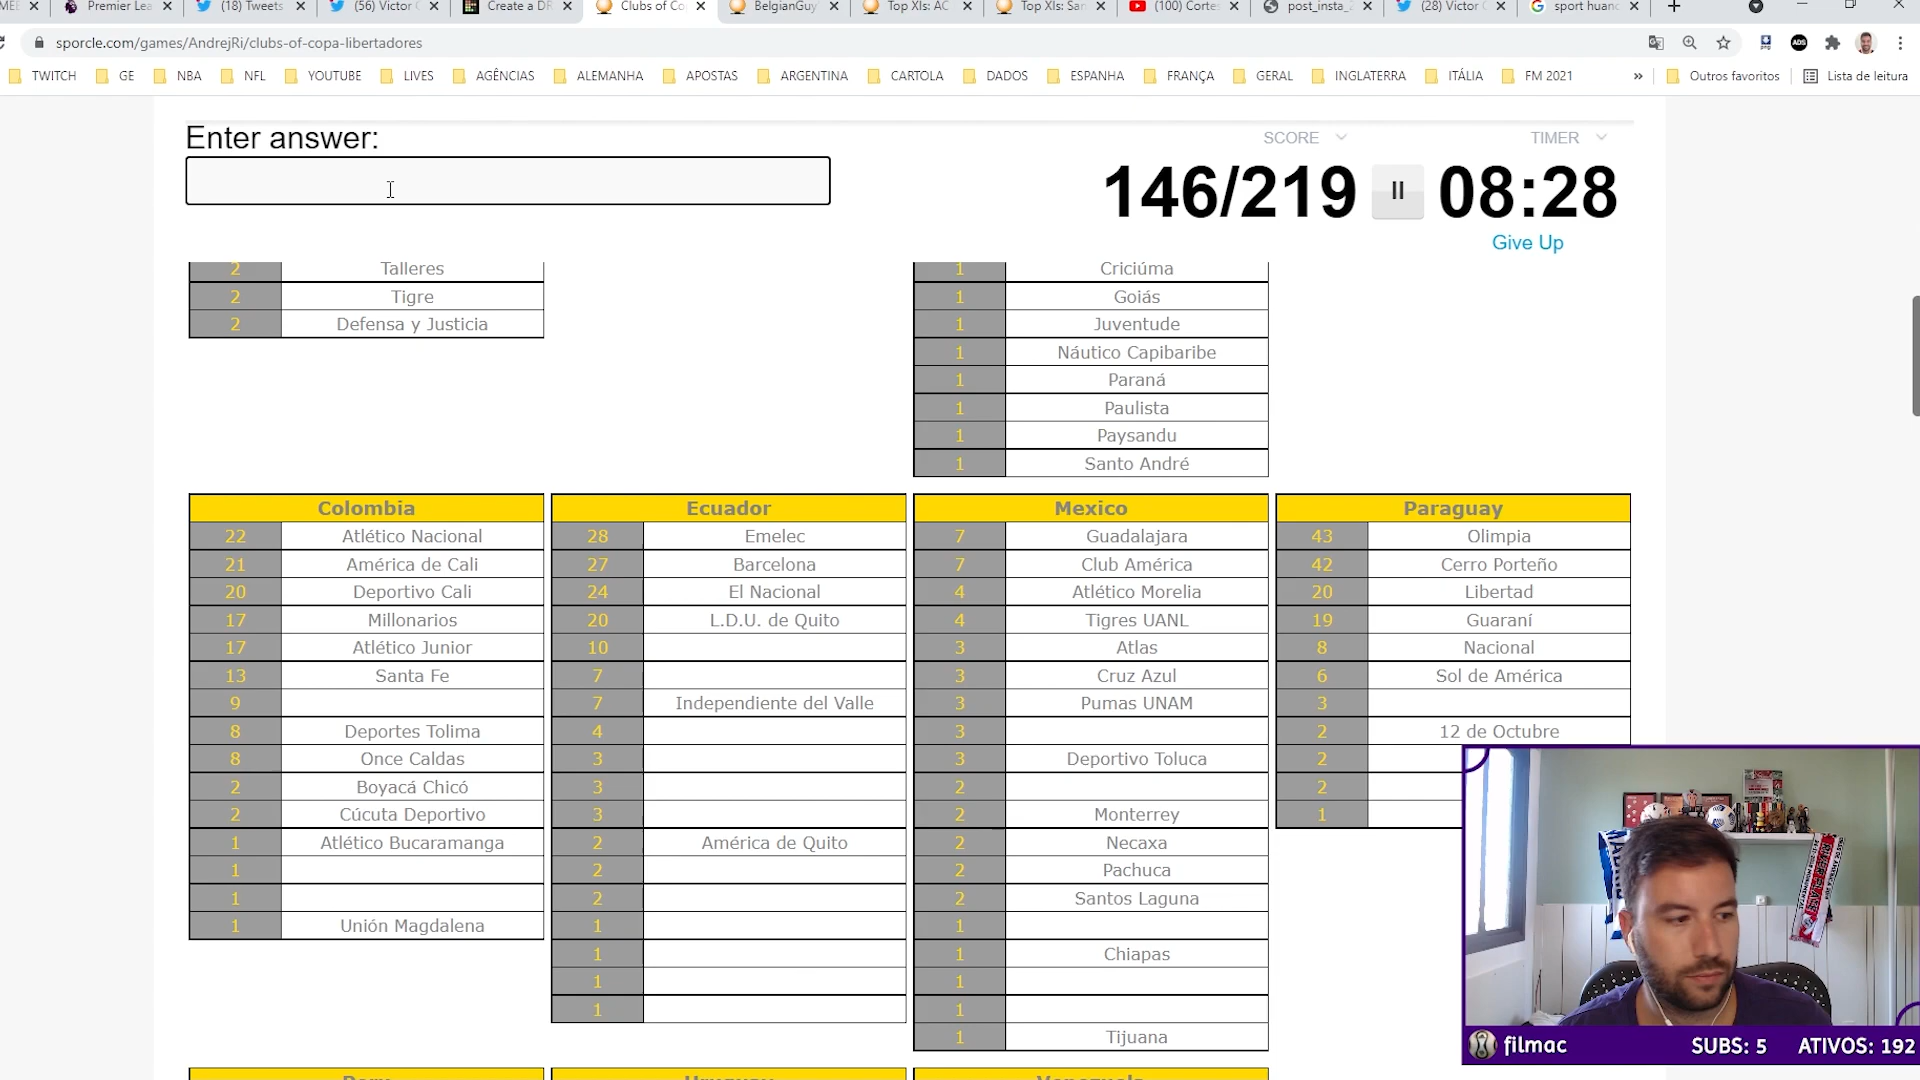 Premier Lea
(18) Tweets
(56) Victor
Create a DR
Clubs of Co
BelgianGuy
Top XIs: AC
Top XIs: San
(100) Cortes
post_insta_
(28) Victor
sport huanc
sporcle.com/games/AndrejRi/clubs-of-copa-libertadores
TWITCH GE NBA NFL YOUTUBE LIVES AGÊNCIAS ALEMANHA APOSTAS ARGENTINA CARTOLA DADOS ESPANHA FRANÇA GERAL INGLATERRA ITÁLIA FM 2021 » Outros favoritos Lista de leitura
Enter answer:
SCORE
TIMER
146/219
08:28
Give Up
2 Talleres
2 Tigre
2 Defensa y Justicia
1 Criciúma
1 Goiás
1 Juventude
1 Náutico Capibaribe
1 Paraná
1 Paulista
1 Paysandu
1 Santo André
Colombia
22 Atlético Nacional
21 América de Cali
20 Deportivo Cali
17 Millonarios
17 Atlético Junior
13 Santa Fe
9
8 Deportes Tolima
8 Once Caldas
2 Boyacá Chicó
2 Cúcuta Deportivo
1 Atlético Bucaramanga
1
1
1 Unión Magdalena
Ecuador
28 Emelec
27 Barcelona
24 El Nacional
20 L.D.U. de Quito
10
7
7 Independiente del Valle
4
3
3
3
2 América de Quito
2
2
1
1
1
1
Mexico
7 Guadalajara
7 Club América
4 Atlético Morelia
4 Tigres UANL
3 Atlas
3 Cruz Azul
3 Pumas UNAM
3
3 Deportivo Toluca
2
2 Monterrey
2 Necaxa
2 Pachuca
2 Santos Laguna
1
1 Chiapas
1
1
1 Tijuana
Paraguay
43 Olimpia
42 Cerro Porteño
20 Libertad
19 Guaraní
8 Nacional
6 Sol de América
3
2 12 de Octubre
2
2
1
Peru
Uruguay
Venezuela
filmac
SUBS: 5
ATIVOS: 192